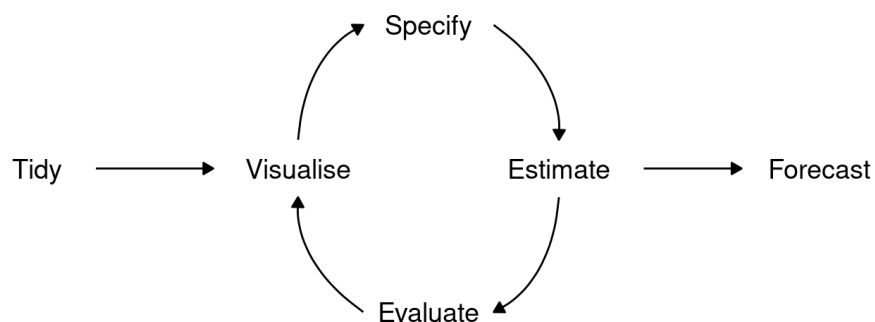 Specify
Tidy
Visualise
Estimate
Forecast
Evaluate